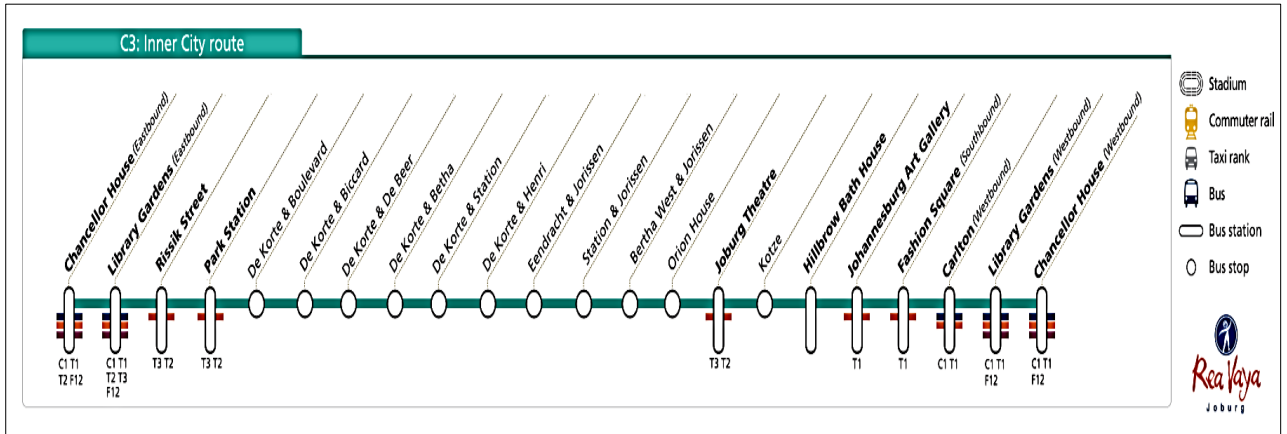 C3: Inner City route
Chancellor House (Eastbound)
Library Gardens (Eastbound)
Rissik Street
Park Station
De Korte & Boulevard
De Korte & Biccard
De Korte & De Beer
De Korte & Betha
De Korte & Station
De Korte & Henri
Eendracht & Jorissen
Station & Jorissen
Bertha West & Jorissen
Orion House
Joburg Theatre
Kotze
Hillbrow Bath House
Johannesburg Art Gallery
Fashion Square (Southbound)
Carlton (Westbound)
Library Gardens (Westbound)
Chancellor House (Westbound)
C1 T1
T2 F12
C1 T1
T2 T3
F12
T3 T2
T3 T2
T3 T2
T1
T1
C1 T1
C1 T1
F12
C1 T1
F12
Stadium
Commuter rail
Taxi rank
Bus
Bus station
Bus stop
Rea Vaya
Joburg